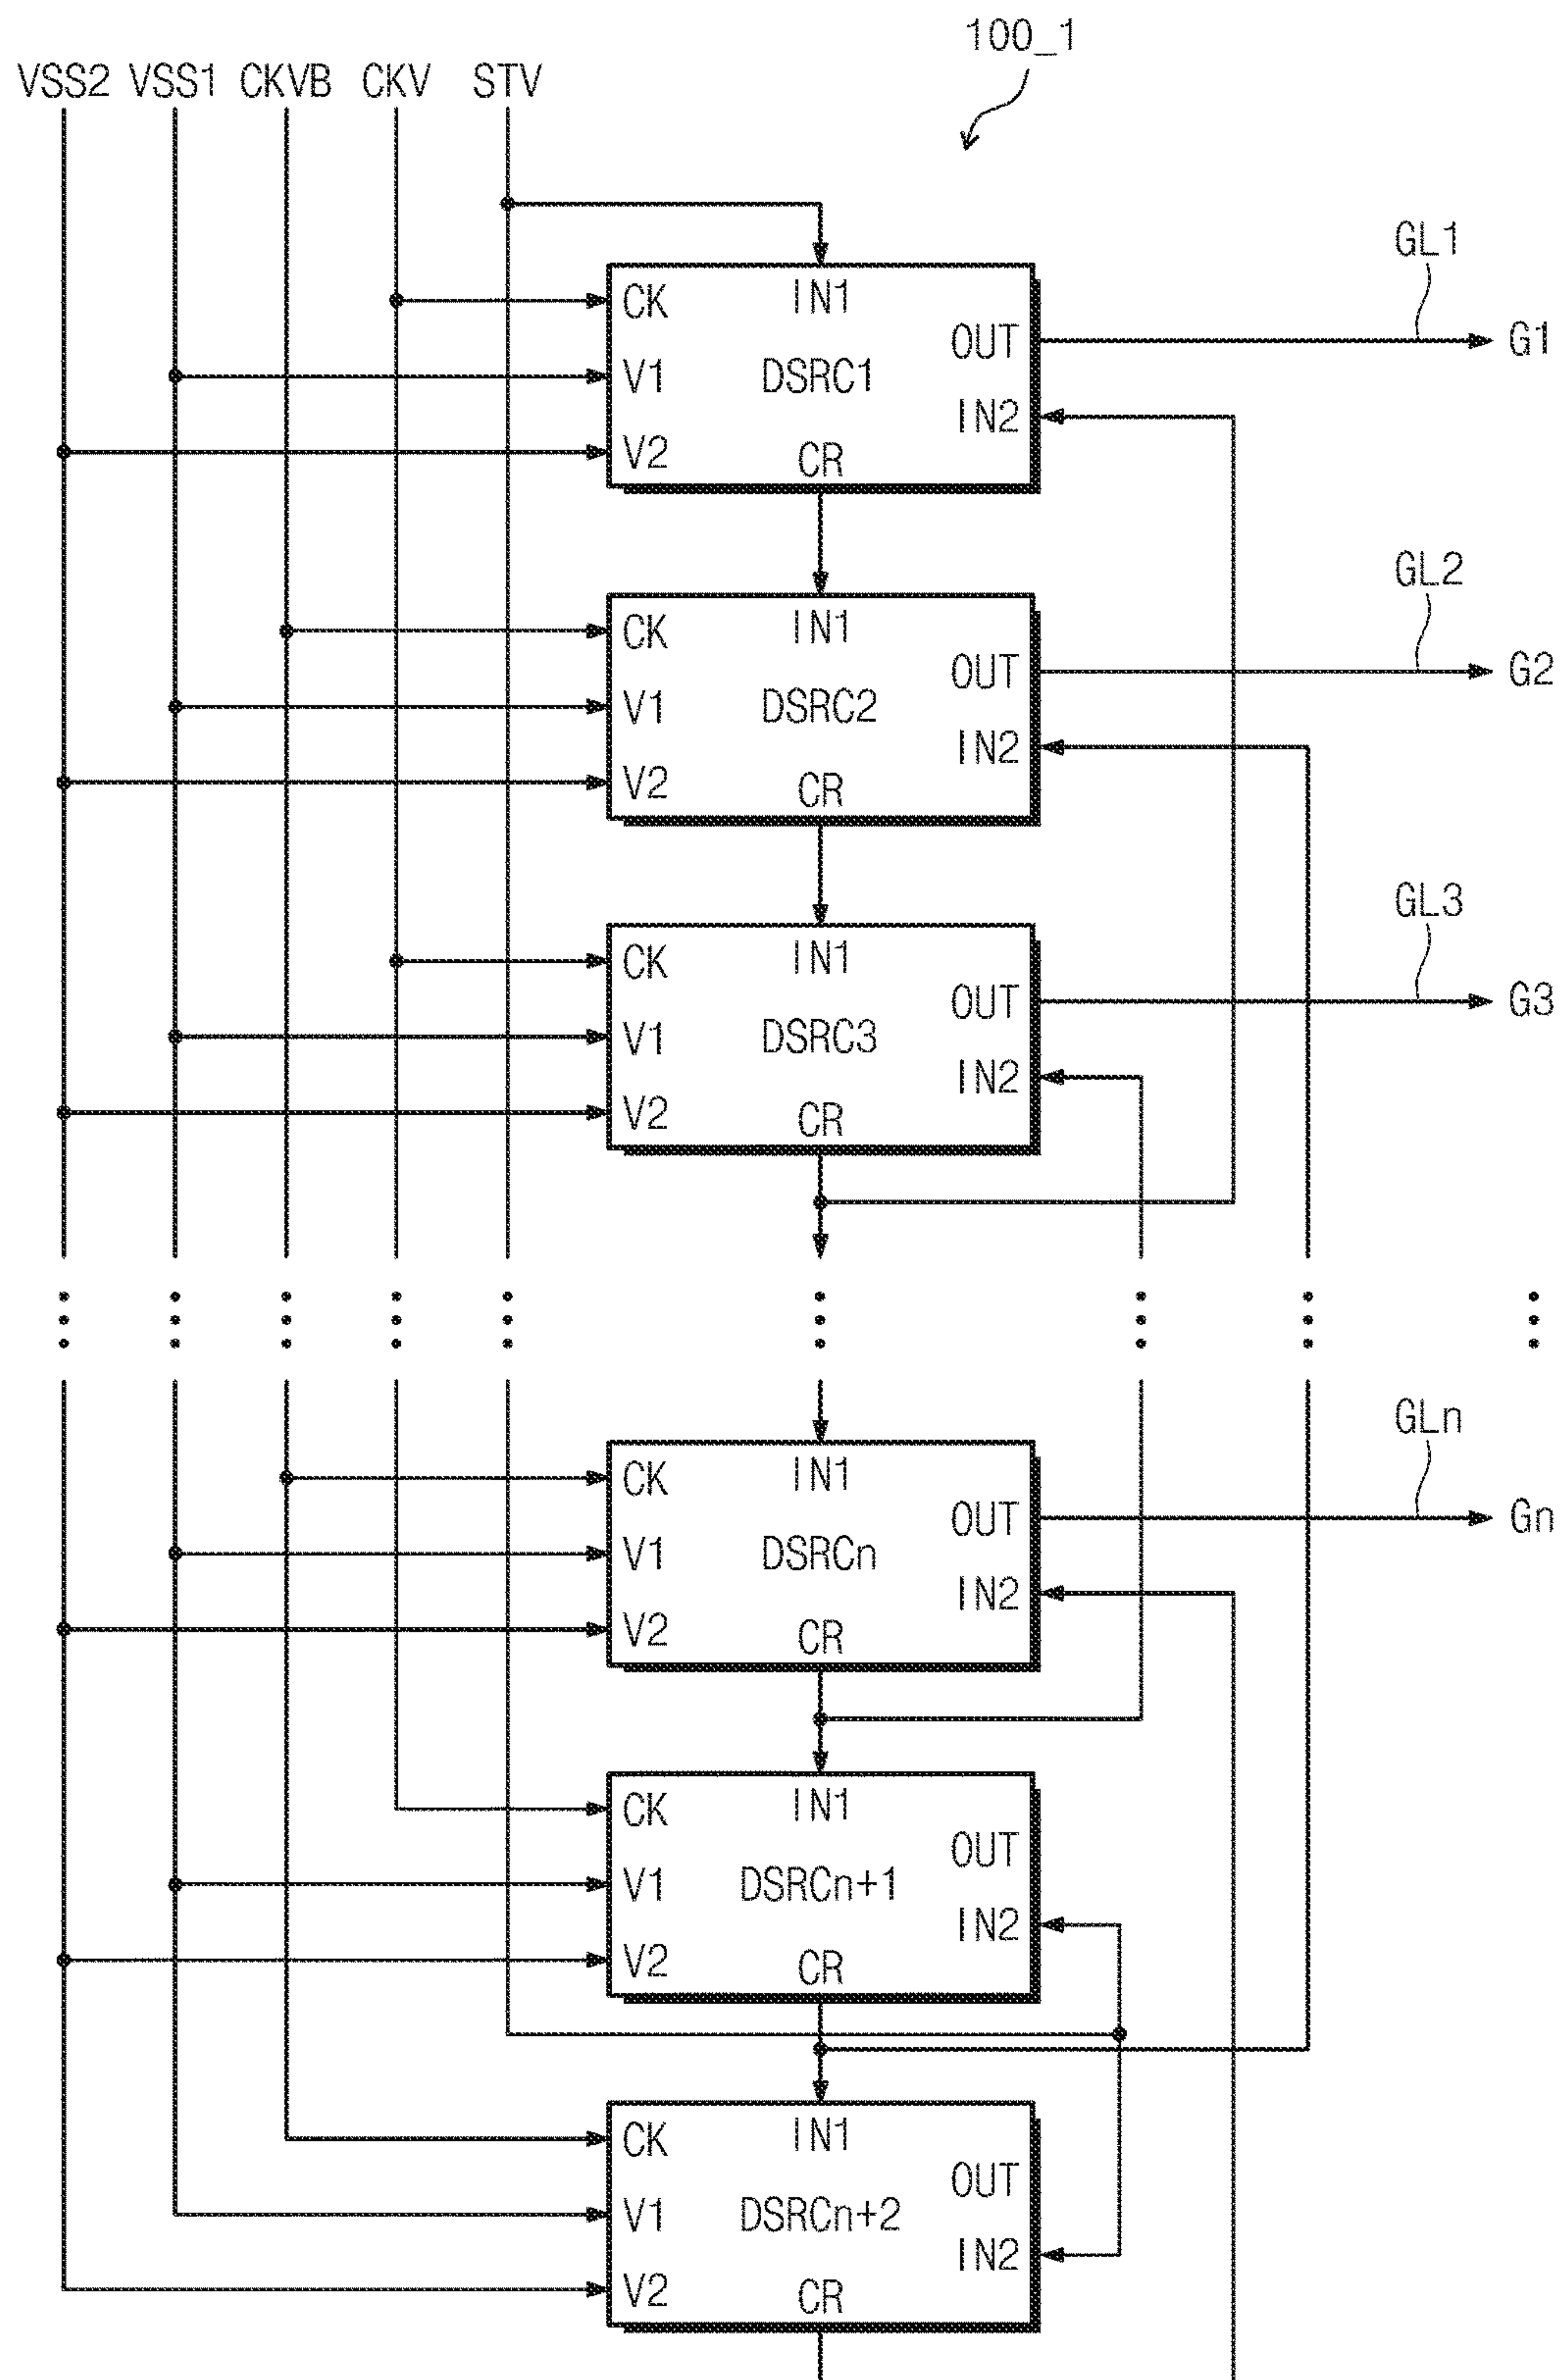 100_1
VSS2 VSS1 CKVB CKV STV
GL1
CK IN1
OUT G1
V1 DSRC1
IN2
V2 CR
GL2
CK IN1
OUT G2
V1 DSRC2
IN2
V2 CR
GL3
CK IN1
OUT G3
V1 DSRC3
IN2
V2 CR
GLn
CK IN1
OUT Gn
V1 DSRCn
IN2
V2 CR
CK IN1
OUT
V1 DSRCn+1
IN2
V2 CR
CK IN1
OUT
V1 DSRCn+2
IN2
V2 CR